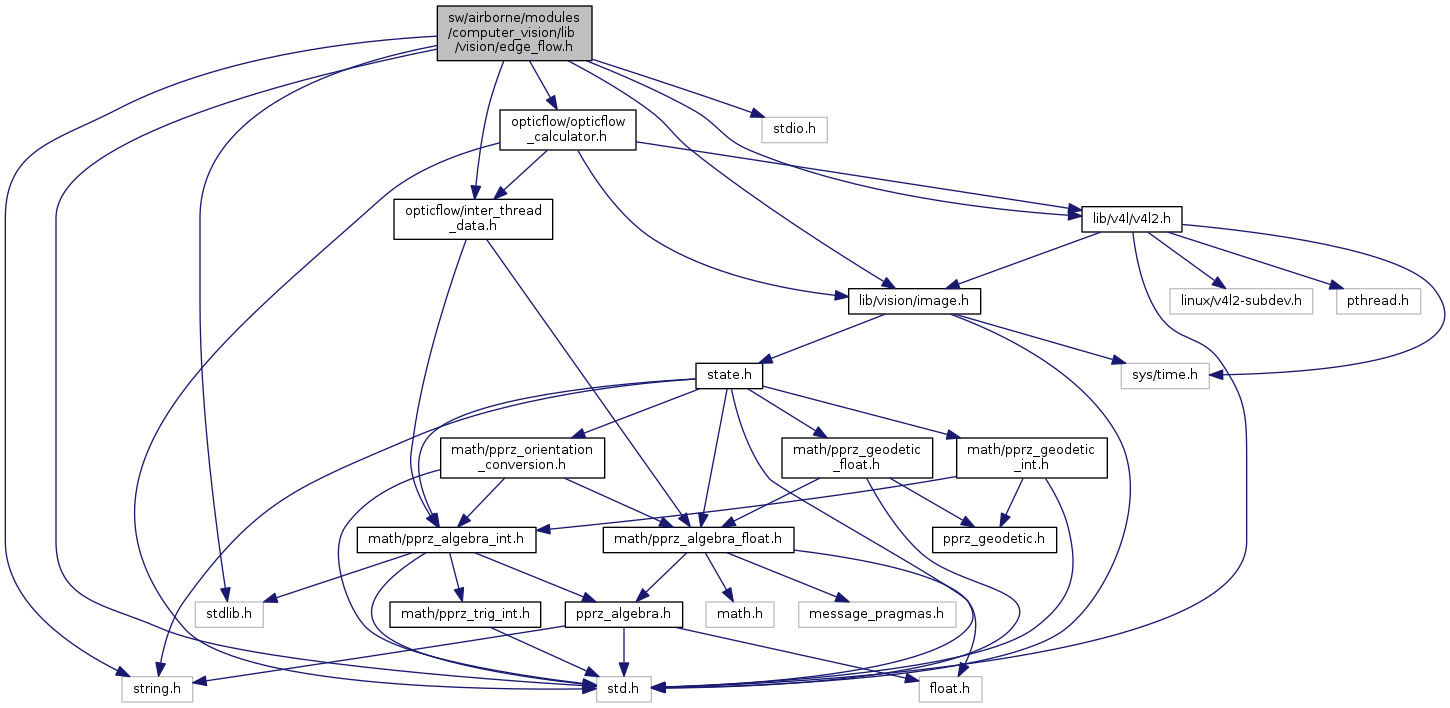 sw/airborne/modules
/computer_vision/lib
/vision/edge_flow.h
opticflow/opticflow
_calculator.h
stdio.h
opticflow/inter_thread
_data.h
lib/v4l/v4l2.h
lib/vision/image.h
linux/v4l2-subdev.h
pthread.h
state.h
sys/time.h
math/pprz_orientation
_conversion.h
math/pprz_geodetic
_float.h
math/pprz_geodetic
_int.h
math/pprz_algebra_int.h
math/pprz_algebra_float.h
pprz_geodetic.h
stdlib.h
math/pprz_trig_int.h
pprz_algebra.h
math.h
message_pragmas.h
string.h
std.h
float.h